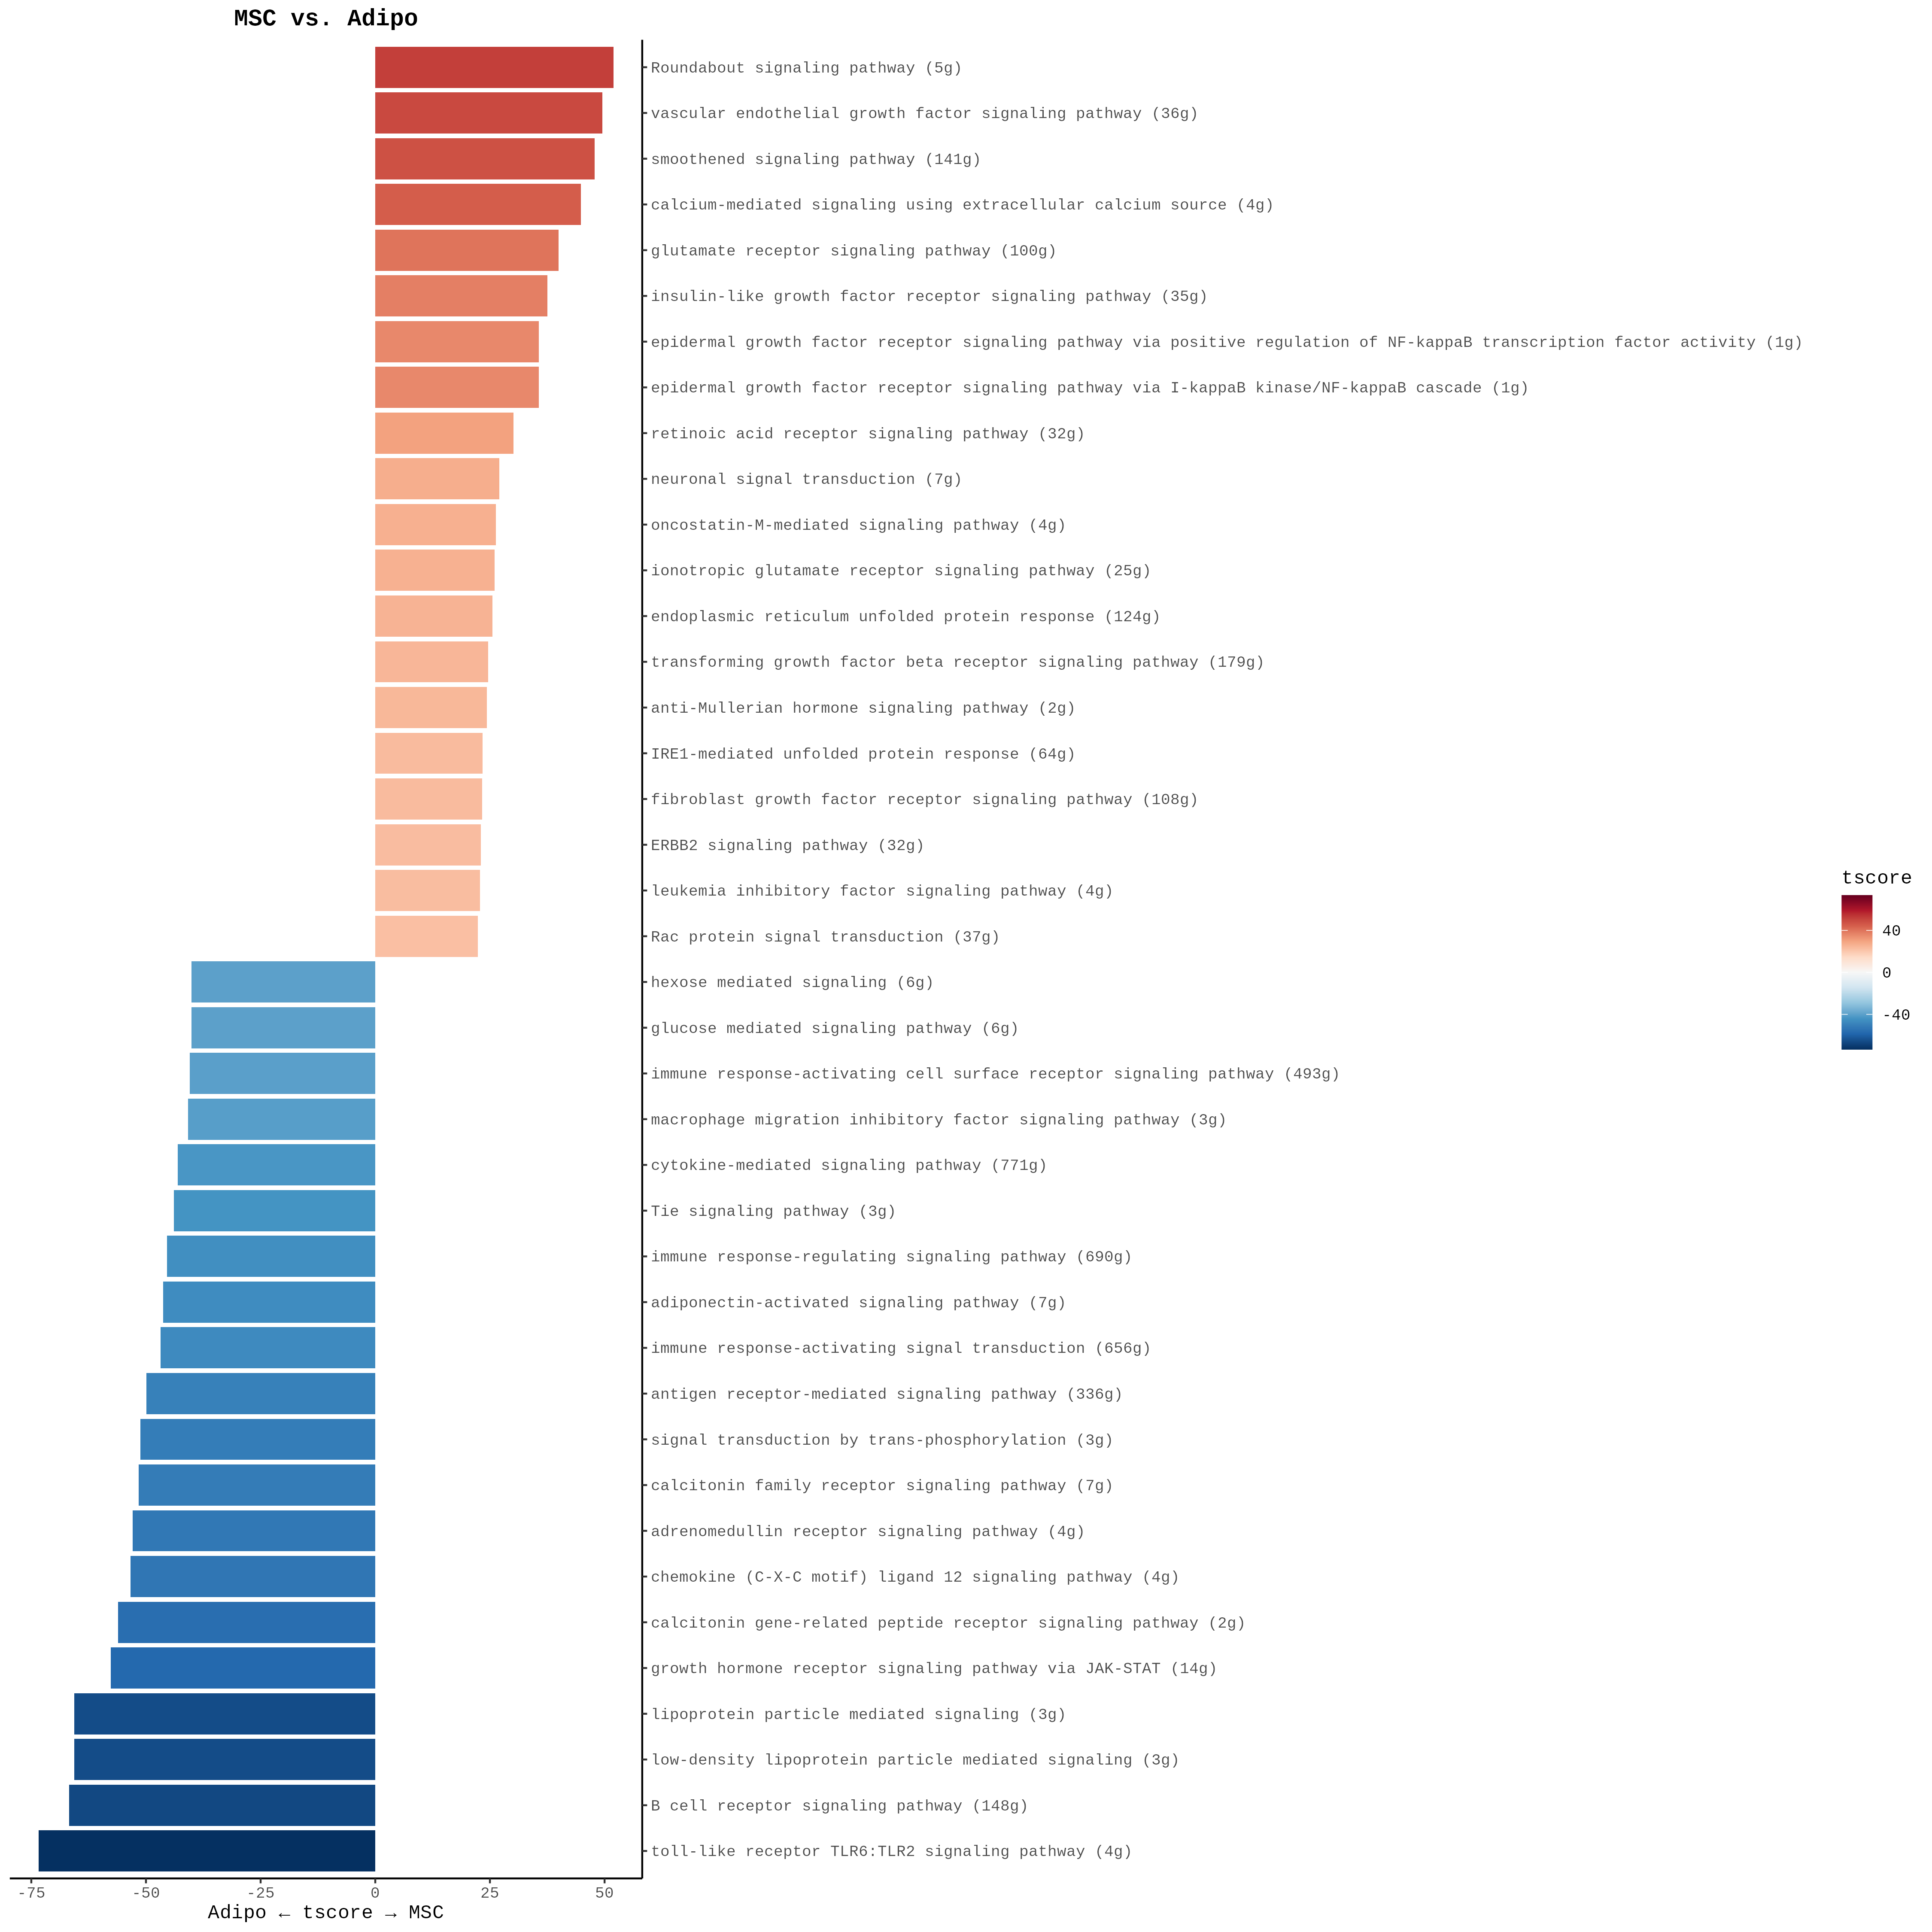 MSC vs. Adipo
Roundabout signaling pathway (5g)
vascular endothelial growth factor signaling pathway (36g)
smoothened signaling pathway (141g)
calcium-mediated signaling using extracellular calcium source (4g)
glutamate receptor signaling pathway (100g)
insulin-like growth factor receptor signaling pathway (35g)
epidermal growth factor receptor signaling pathway via positive regulation of NF-kappaB transcription factor activity (1g)
epidermal growth factor receptor signaling pathway via I-kappaB kinase/NF-kappaB cascade (1g)
retinoic acid receptor signaling pathway (32g)
neuronal signal transduction (7g)
oncostatin-M-mediated signaling pathway (4g)
ionotropic glutamate receptor signaling pathway (25g)
endoplasmic reticulum unfolded protein response (124g)
transforming growth factor beta receptor signaling pathway (179g)
anti-Mullerian hormone signaling pathway (2g)
IRE1-mediated unfolded protein response (64g)
fibroblast growth factor receptor signaling pathway (108g)
ERBB2 signaling pathway (32g)
leukemia inhibitory factor signaling pathway (4g)
Rac protein signal transduction (37g)
hexose mediated signaling (6g)
glucose mediated signaling pathway (6g)
immune response-activating cell surface receptor signaling pathway (493g)
macrophage migration inhibitory factor signaling pathway (3g)
cytokine-mediated signaling pathway (771g)
Tie signaling pathway (3g)
immune response-regulating signaling pathway (690g)
adiponectin-activated signaling pathway (7g)
immune response-activating signal transduction (656g)
antigen receptor-mediated signaling pathway (336g)
signal transduction by trans-phosphorylation (3g)
calcitonin family receptor signaling pathway (7g)
adrenomedullin receptor signaling pathway (4g)
chemokine (C-X-C motif) ligand 12 signaling pathway (4g)
calcitonin gene-related peptide receptor signaling pathway (2g)
growth hormone receptor signaling pathway via JAK-STAT (14g)
lipoprotein particle mediated signaling (3g)
low-density lipoprotein particle mediated signaling (3g)
B cell receptor signaling pathway (148g)
toll-like receptor TLR6:TLR2 signaling pathway (4g)
-75 -50 -25 0 25 50
Adipo ← tscore → MSC
tscore
40
0
-40